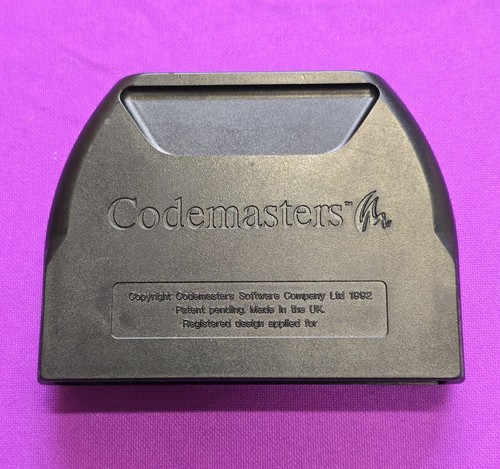 Codemasters™
Copyright Codemasters Software Company Ltd 1992
Patent pending. Made in the UK.
Registered design applied for